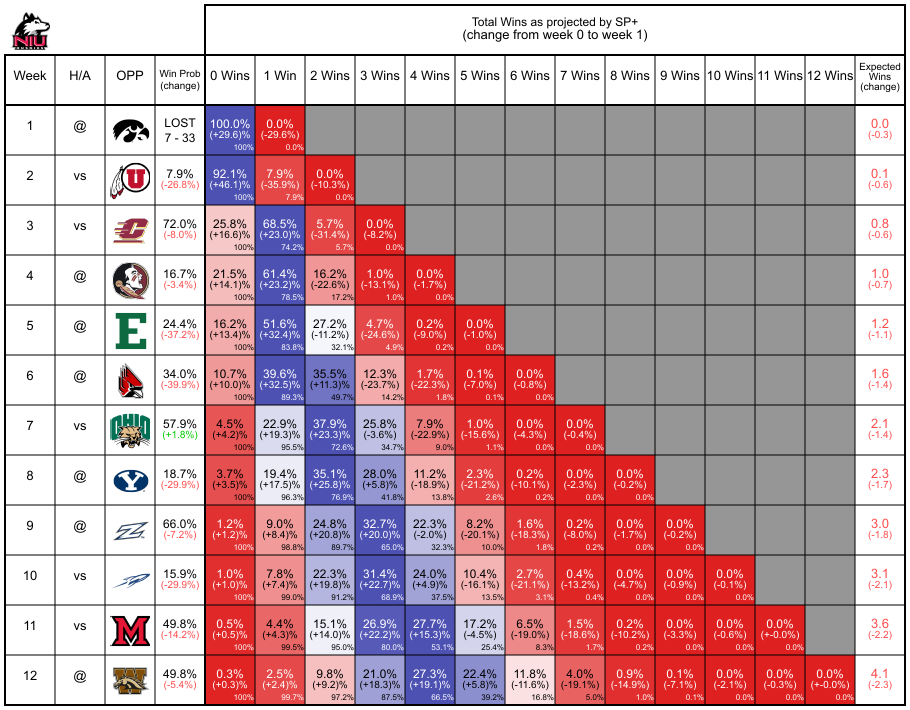 NIU
Total Wins as projected by SP+
(change from week 0 to week 1)
Week H/A OPP Win Prob (change) 0 Wins 1 Win 2 Wins 3 Wins 4 Wins 5 Wins 6 Wins 7 Wins 8 Wins 9 Wins 10 Wins 11 Wins 12 Wins Expected Wins (change)
1 @ LOST 100.0% 0.0% 0.0
7 - 33 (+29.6)% (-29.6%) (-0.3)
100% 0.0%
2 vs U 7.9% 92.1% 7.9% 0.0% 0.1
(-26.8%) (+46.1)% (-35.9%) (-10.3%) (-0.6)
100% 7.9% 0.0%
3 vs C 72.0% 25.8% 68.5% 5.7% 0.0% 0.8
(-8.0%) (+16.6)% (+23.0)% (-31.4%) (-8.2%) (-0.6)
100% 74.2% 5.7% 0.0%
4 @ 16.7% 21.5% 61.4% 16.2% 1.0% 0.0% 1.0
(-3.4%) (+14.1)% (+23.2)% (-22.6%) (-13.1%) (-1.7%) (-0.7)
100% 78.5% 17.2% 1.0% 0.0%
5 @ E 24.4% 16.2% 51.6% 27.2% 4.7% 0.2% 0.0% 1.2
(-37.2%) (+13.4)% (+32.4)% (-11.2%) (-24.6%) (-9.0%) (-1.0%) (-1.1)
100% 83.8% 32.1% 4.9% 0.2% 0.0%
6 @ 34.0% 10.7% 39.6% 35.5% 12.3% 1.7% 0.1% 0.0% 1.6
(-39.9%) (+10.0)% (+32.5)% (+11.3)% (-23.7%) (-22.3%) (-7.0%) (-0.8%) (-1.4)
100% 89.3% 49.7% 14.2% 1.8% 0.1% 0.0%
7 vs OHIO 57.9% 4.5% 22.9% 37.9% 25.8% 7.9% 1.0% 0.0% 0.0% 2.1
(+1.8%) (+4.2)% (+19.3)% (+23.3)% (-3.6%) (-22.9%) (-15.6%) (-4.3%) (-0.4%) (-1.4)
100% 95.5% 72.6% 34.7% 9.0% 1.1% 0.0% 0.0%
8 @ Y 18.7% 3.7% 19.4% 35.1% 28.0% 11.2% 2.3% 0.2% 0.0% 0.0% 2.3
(-29.9%) (+3.5)% (+17.5)% (+25.8)% (+5.8)% (-18.9%) (-21.2%) (-10.1%) (-2.3%) (-0.2%) (-1.7)
100% 96.3% 76.9% 41.8% 13.8% 2.6% 0.2% 0.0% 0.0%
9 @ Z 66.0% 1.2% 9.0% 24.8% 32.7% 22.3% 8.2% 1.6% 0.2% 0.0% 0.0% 3.0
(-7.2%) (+1.2)% (+8.4)% (+20.8)% (+20.0)% (-2.0%) (-20.1%) (-18.3%) (-8.0%) (-1.7%) (-0.2%) (-1.8)
100% 98.8% 89.7% 65.0% 32.3% 10.0% 1.8% 0.2% 0.0% 0.0%
10 vs 15.9% 1.0% 7.8% 22.3% 31.4% 24.0% 10.4% 2.7% 0.4% 0.0% 0.0% 0.0% 3.1
(-29.9%) (+1.0)% (+7.4)% (+19.8)% (+22.7)% (+4.9)% (-16.1%) (-21.1%) (-13.2%) (-4.7%) (-0.9%) (-0.1%) (-2.1)
100% 99.0% 91.2% 68.9% 37.5% 13.5% 3.1% 0.4% 0.0% 0.0% 0.0%
11 vs M 49.8% 0.5% 4.4% 15.1% 26.9% 27.7% 17.2% 6.5% 1.5% 0.2% 0.0% 0.0% 0.0% 3.6
(-14.2%) (+0.5)% (+4.3)% (+14.0)% (+22.2)% (+15.3)% (-4.5%) (-19.0%) (-18.6%) (-10.2%) (-3.3%) (-0.6%) (+-0.0%) (-2.2)
100% 99.5% 95.0% 80.0% 53.1% 25.4% 8.3% 1.7% 0.2% 0.0% 0.0% 0.0%
12 @ W 49.8% 0.3% 2.5% 9.8% 21.0% 27.3% 22.4% 11.8% 4.0% 0.9% 0.1% 0.0% 0.0% 0.0% 4.1
(-5.4%) (+0.3)% (+2.4)% (+9.2)% (+18.3)% (+19.1)% (+5.8)% (-11.6%) (-19.1%) (-14.9%) (-7.1%) (-2.1%) (-0.3%) (+-0.0%) (-2.3)
100% 99.7% 97.2% 87.5% 66.5% 39.2% 16.8% 5.0% 1.0% 0.1% 0.0% 0.0% 0.0%